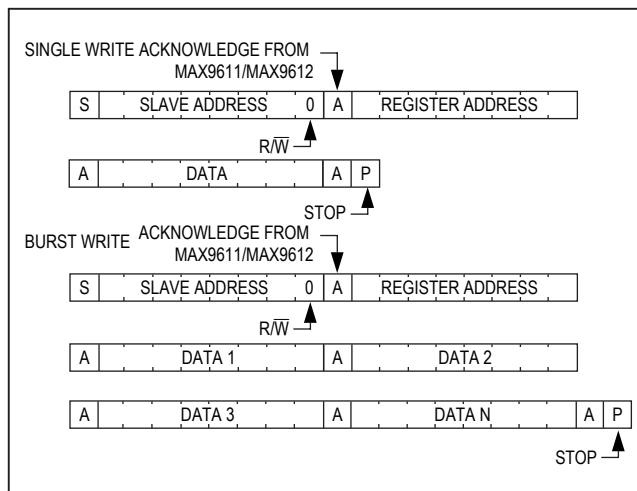 SINGLE WRITE ACKNOWLEDGE FROM
MAX9611/MAX9612
S SLAVE ADDRESS 0 A REGISTER ADDRESS
R/W̅
A DATA A P
STOP
BURST WRITE ACKNOWLEDGE FROM
MAX9611/MAX9612
S SLAVE ADDRESS 0 A REGISTER ADDRESS
R/W̅
A DATA 1 A DATA 2
A DATA 3 A DATA N A P
STOP